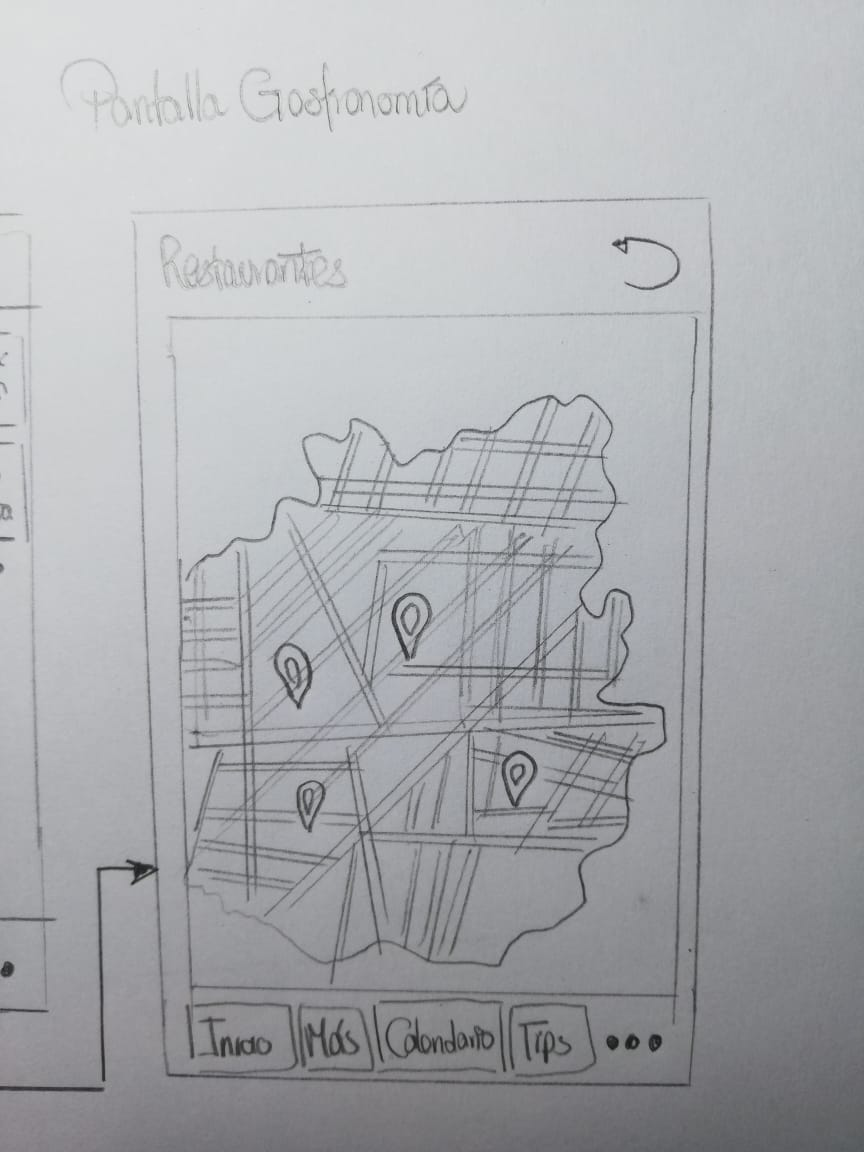 Pantalla Gastronomía
Restaurantes
Inicio Más Calendario Tips